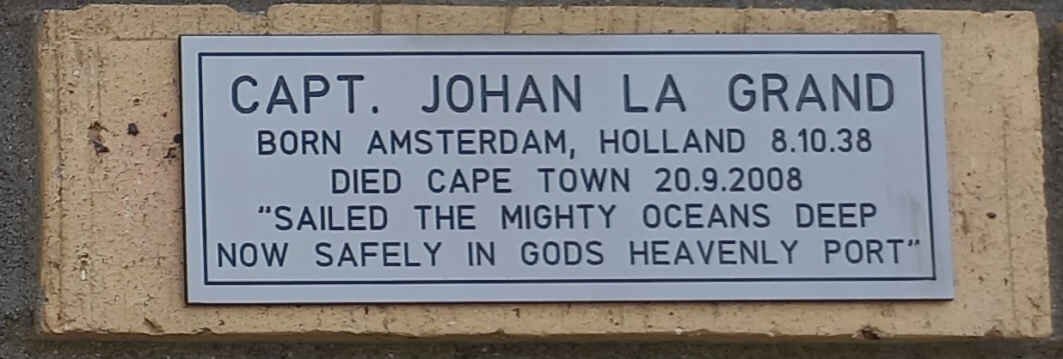 CAPT. JOHAN LA GRAND
BORN AMSTERDAM, HOLLAND 8.10.38
DIED CAPE TOWN 20.9.2008
"SAILED THE MIGHTY OCEANS DEEP
NOW SAFELY IN GODS HEAVENLY PORT"